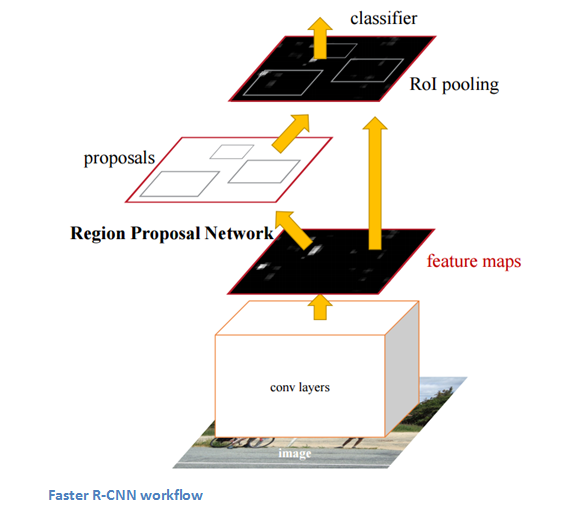 classifier
RoI pooling
proposals
Region Proposal Network
feature maps
conv layers
image
Faster R-CNN workflow